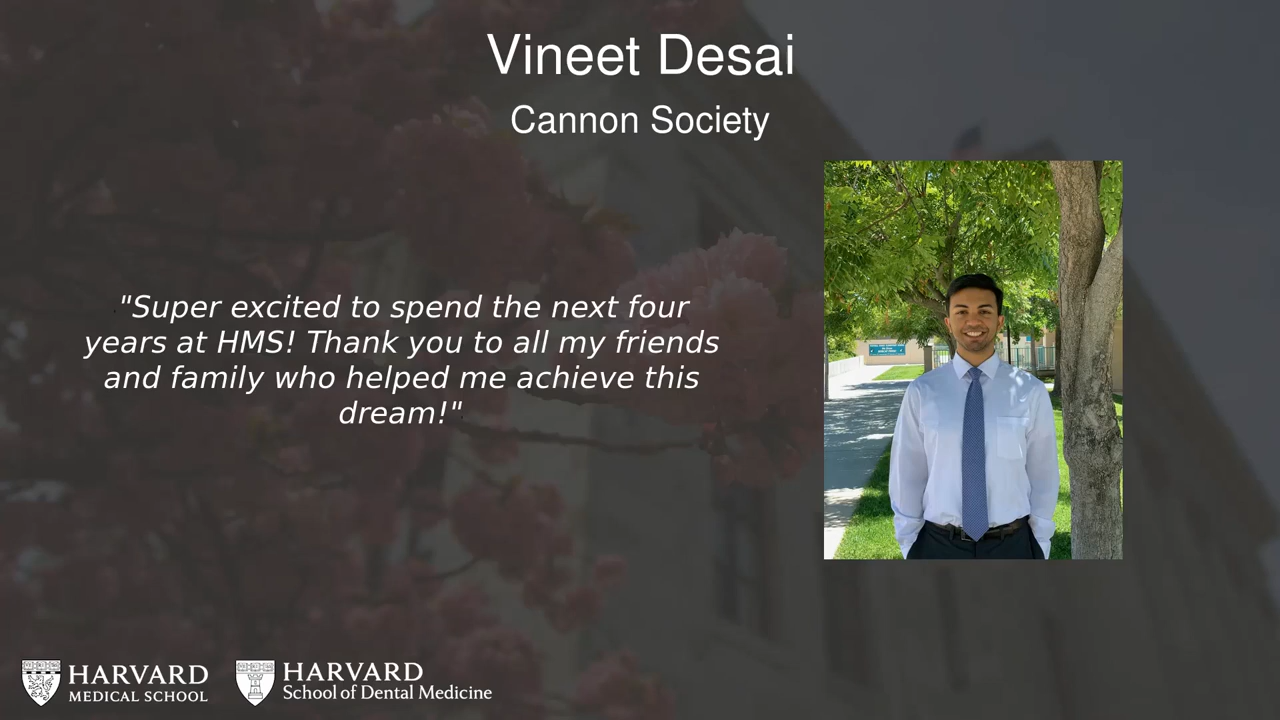 Vineet Desai
Cannon Society
"Super excited to spend the next four
years at HMS! Thank you to all my friends
and family who helped me achieve this
dream!"
HARVARD
MEDICAL SCHOOL
HARVARD
School of Dental Medicine